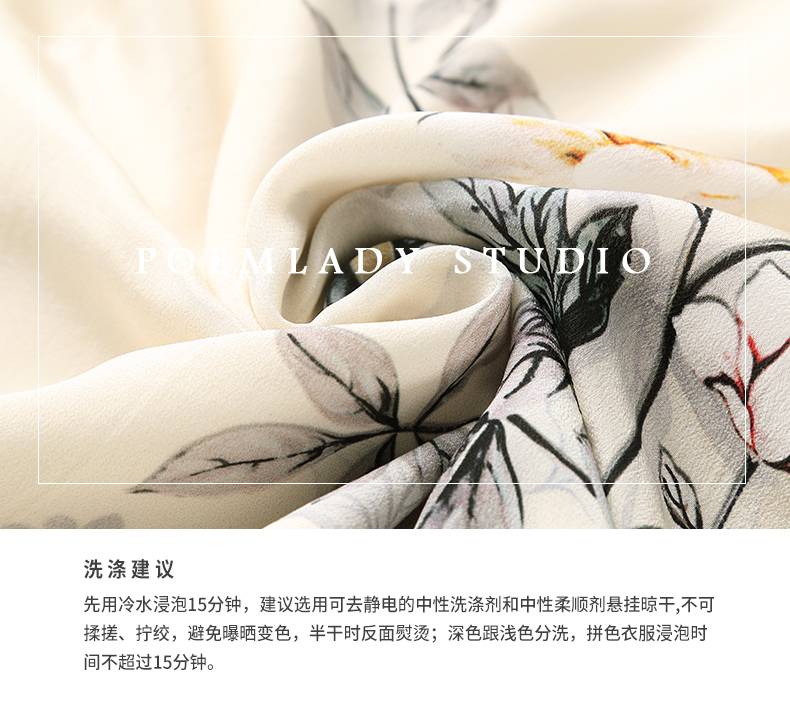 POEMLADY STUDIO
洗涤建议
先用冷水浸泡15分钟，建议选用可去静电的中性洗涤剂和中性柔顺剂悬挂晾干,不可
揉搓、拧绞，避免曝晒变色，半干时反面熨烫；深色跟浅色分洗，拼色衣服浸泡时
间不超过15分钟。